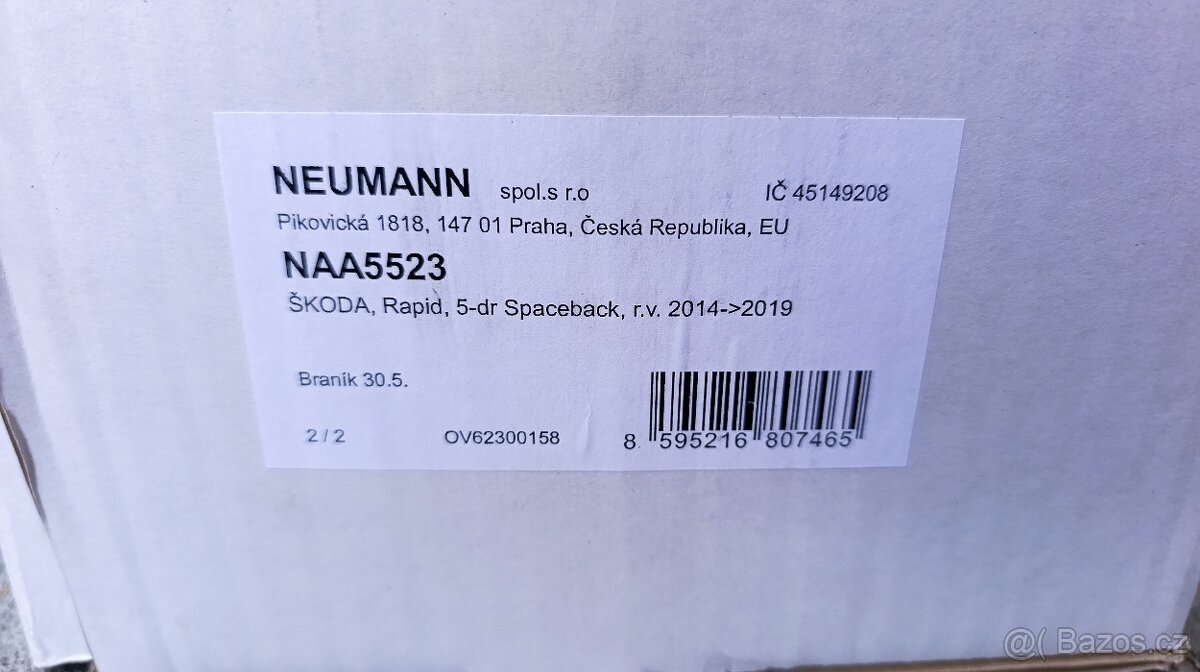 NEUMANN spol.s r.o IČ 45149208
Pikovická 1818, 147 01 Praha, Česká Republika, EU
NAA5523
ŠKODA, Rapid, 5-dr Spaceback, r.v. 2014->2019
Braník 30.5.
2 / 2 OV62300158 8 595216 807465
@( Bazos.cz